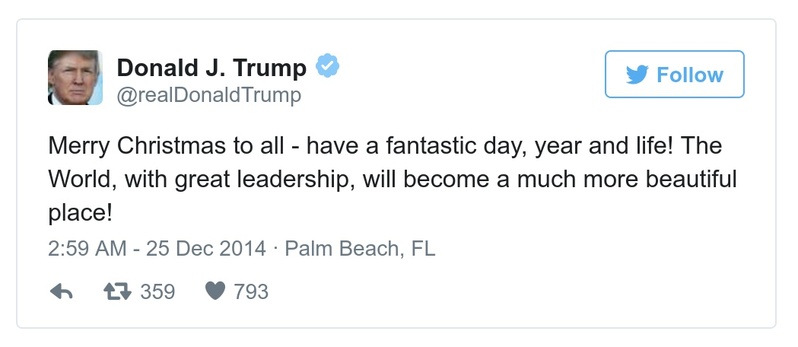 Donald J. Trump
@realDonaldTrump
Follow
Merry Christmas to all - have a fantastic day, year and life! The
World, with great leadership, will become a much more beautiful
place!
2:59 AM - 25 Dec 2014 · Palm Beach, FL
359 793